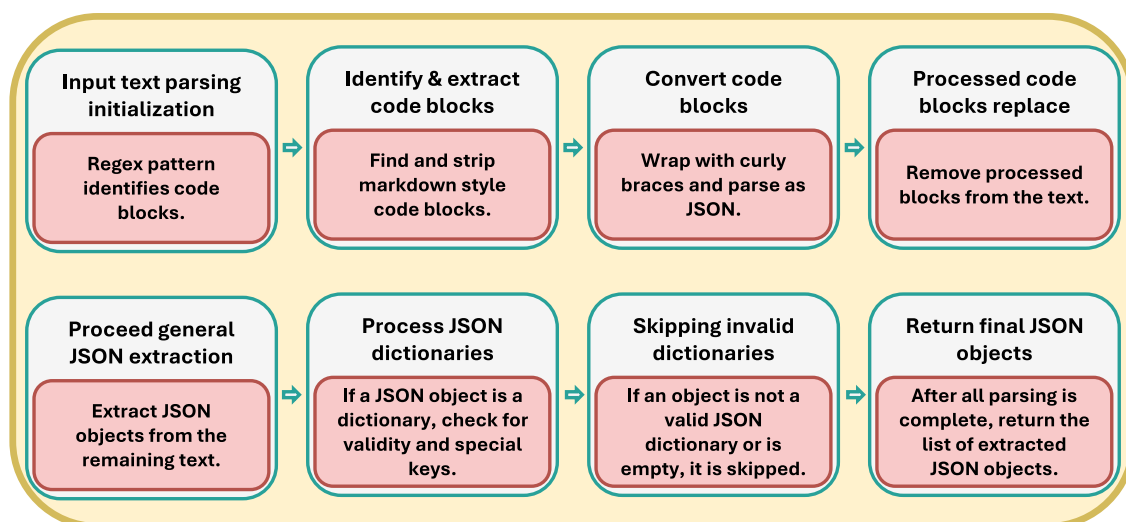 Input text parsing
initialization
Regex pattern
identifies code
blocks.
Identify & extract
code blocks
Find and strip
markdown style
code blocks.
Convert code
blocks
Wrap with curly
braces and parse as
JSON.
Processed code
blocks replace
Remove processed
blocks from the text.
Proceed general
JSON extraction
Extract JSON
objects from the
remaining text.
Process JSON
dictionaries
If a JSON object is a
dictionary, check for
validity and special
keys.
Skipping invalid
dictionaries
If an object is not a
valid JSON
dictionary or is
empty, it is skipped.
Return final JSON
objects
After all parsing is
complete, return the
list of extracted
JSON objects.